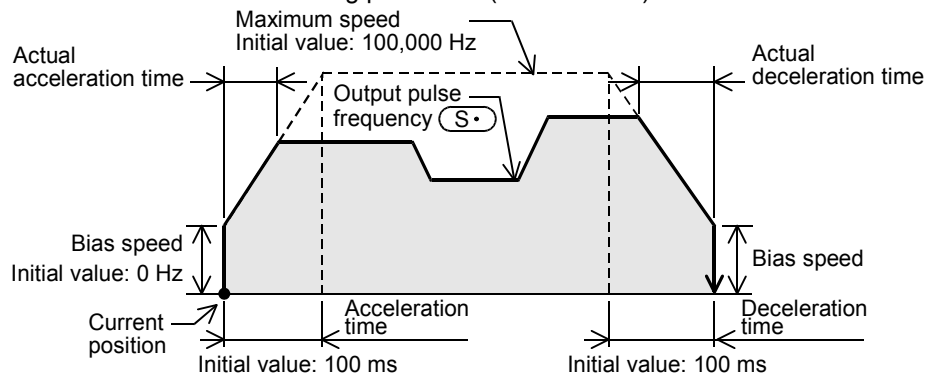 Maximum speed
Initial value: 100,000 Hz
Actual
acceleration time
Actual
deceleration time
Output pulse
frequency S•
Bias speed
Initial value: 0 Hz
Bias speed
Current
position
Acceleration
time
Deceleration
time
Initial value: 100 ms
Initial value: 100 ms